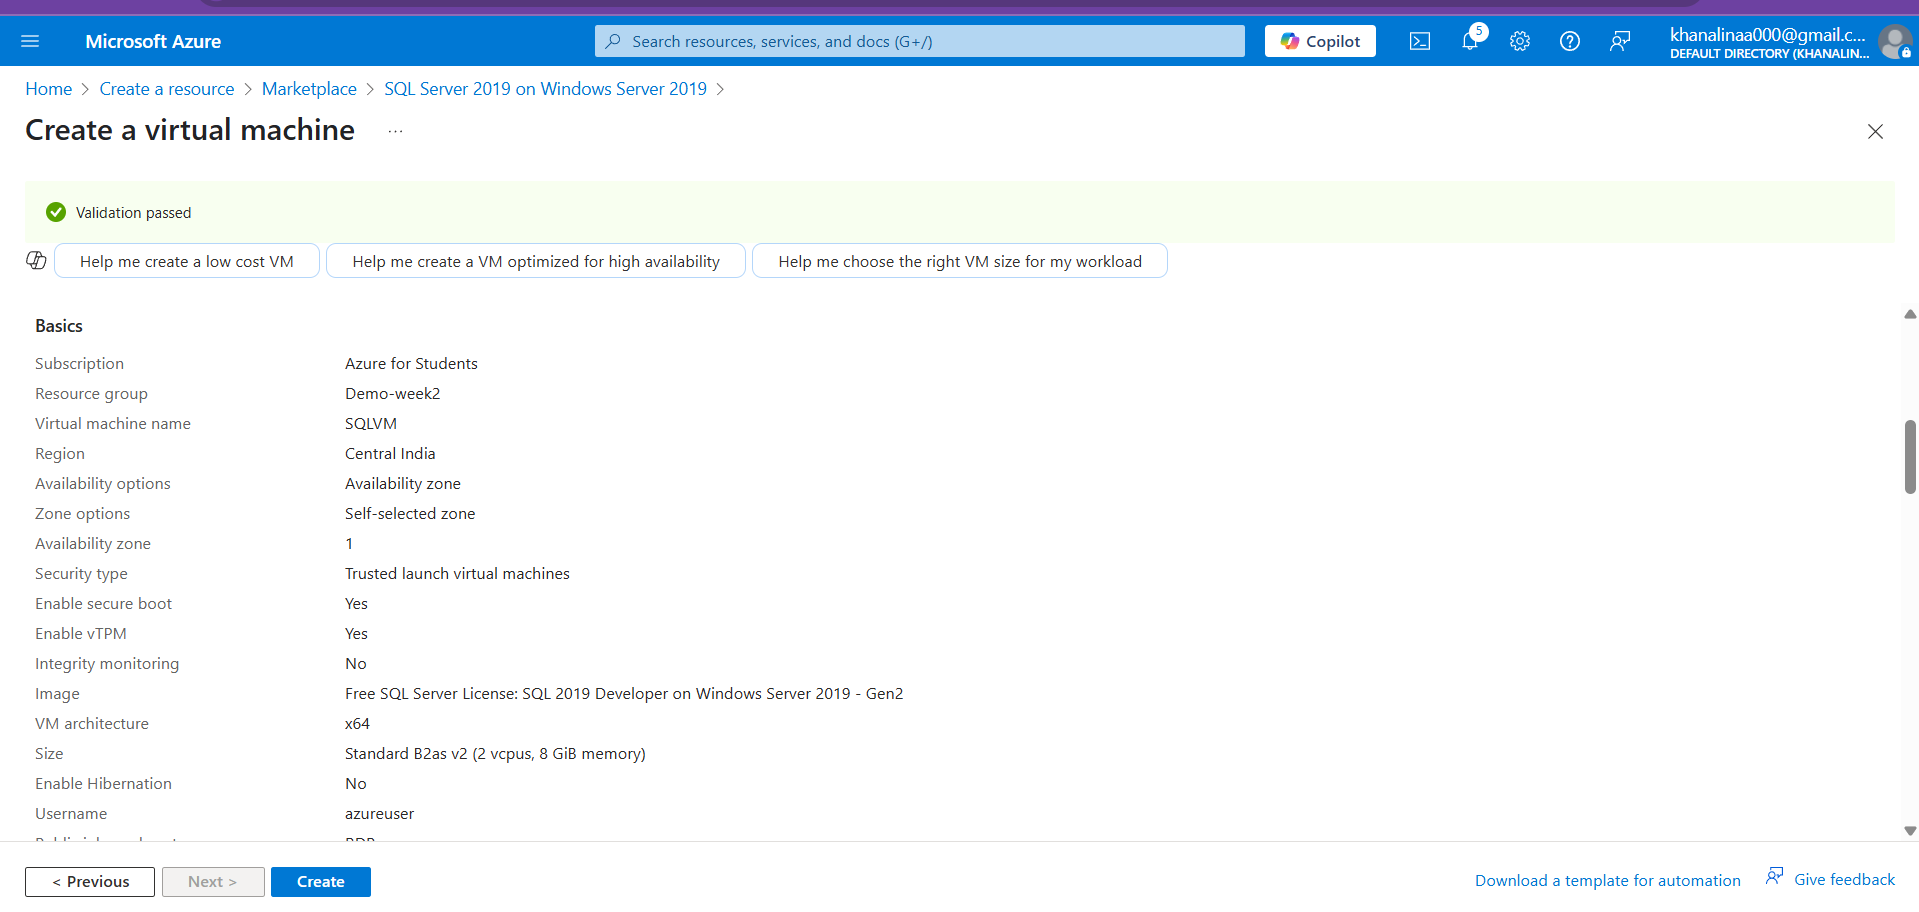 Microsoft Azure
Search resources, services, and docs (G+/)
Copilot
5
khanalinaa000@gmail.c...
DEFAULT DIRECTORY (KHANALIN...
Home > Create a resource > Marketplace > SQL Server 2019 on Windows Server 2019 >
Create a virtual machine ...
Validation passed
Help me create a low cost VM
Help me create a VM optimized for high availability
Help me choose the right VM size for my workload
Basics
Subscription Azure for Students
Resource group Demo-week2
Virtual machine name SQLVM
Region Central India
Availability options Availability zone
Zone options Self-selected zone
Availability zone 1
Security type Trusted launch virtual machines
Enable secure boot Yes
Enable vTPM Yes
Integrity monitoring No
Image Free SQL Server License: SQL 2019 Developer on Windows Server 2019 - Gen2
VM architecture x64
Size Standard B2as v2 (2 vcpus, 8 GiB memory)
Enable Hibernation No
Username azureuser
< Previous
Next >
Create
Download a template for automation
Give feedback